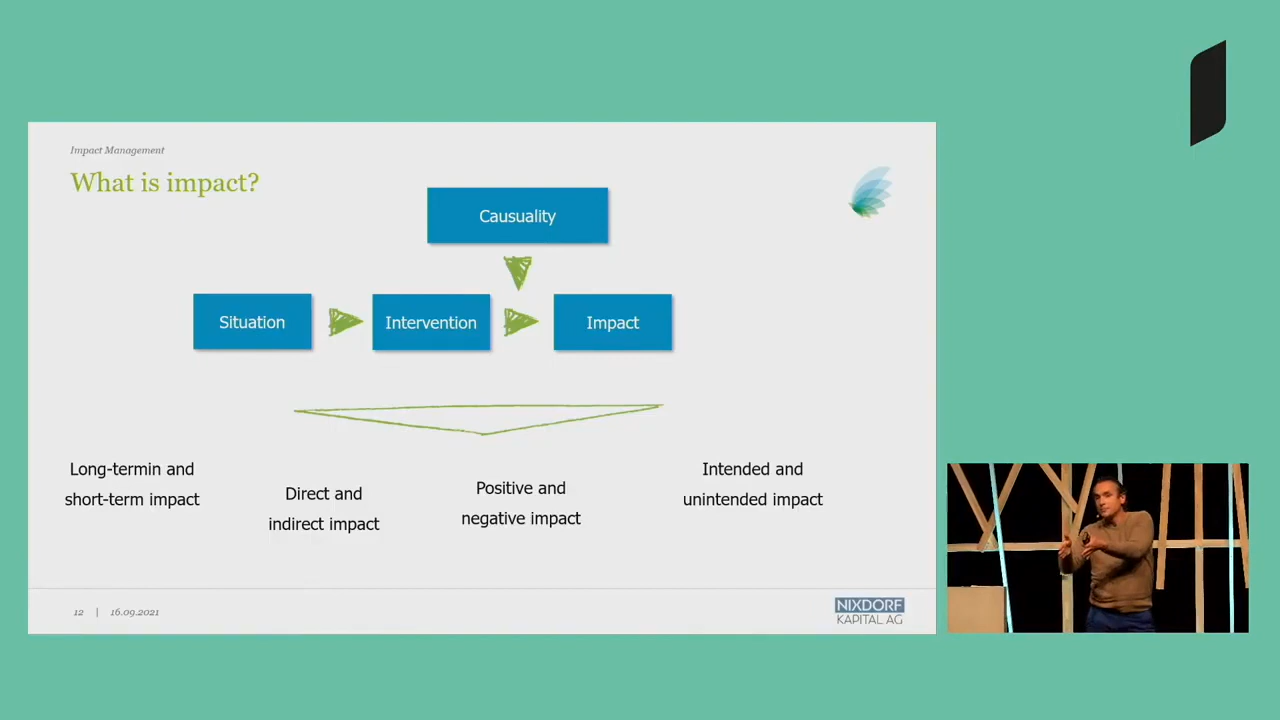 Impact Management
What is impact?
Causuality
Situation
Intervention
Impact
Long-termin and
short-term impact
Direct and
indirect impact
Positive and
negative impact
Intended and
unintended impact
12 | 16.09.2021
NIXDORF
KAPITAL AG